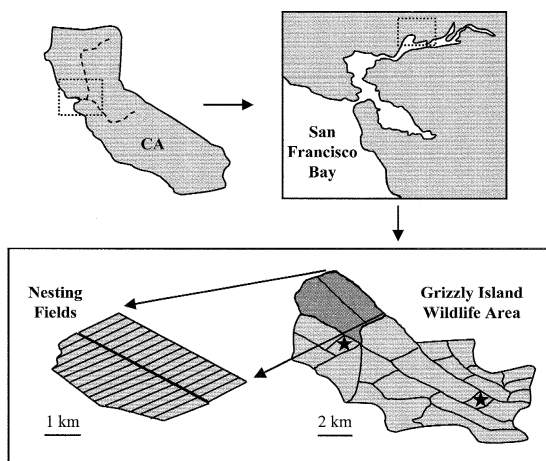 CA
San
Francisco
Bay
Nesting
Fields
Grizzly Island
Wildlife Area
1 km
2 km